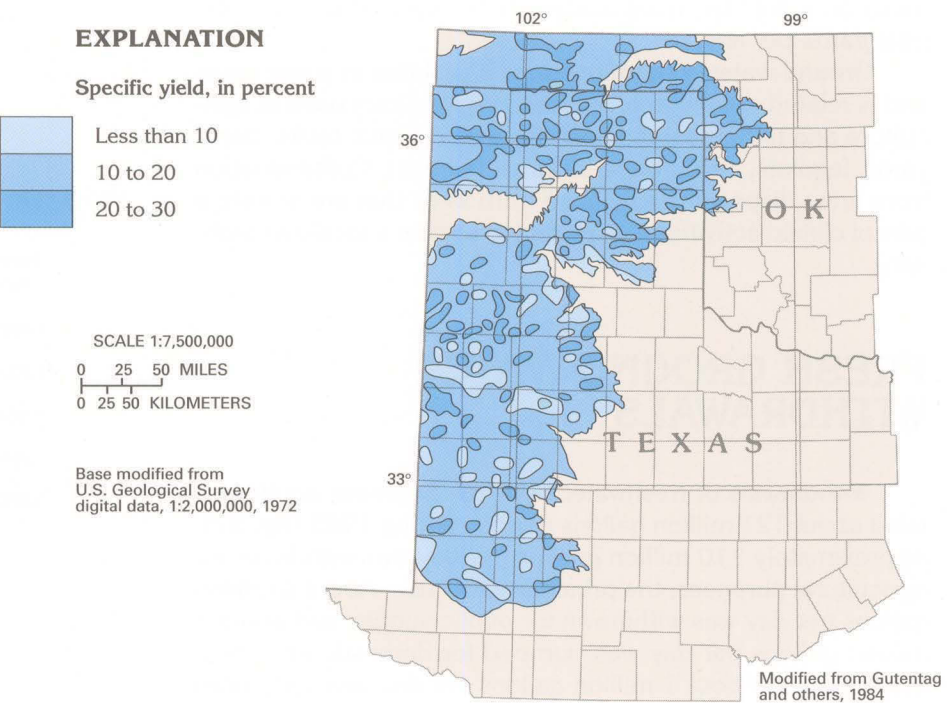 102°
99°
EXPLANATION
Specific yield, in percent
Less than 10
10 to 20
20 to 30
36°
O K
SCALE 1:7,500,000
0 25 50 MILES
0 25 50 KILOMETERS
T E X A S
33°
Base modified from
U.S. Geological Survey
digital data, 1:2,000,000, 1972
Modified from Gutentag
and others, 1984